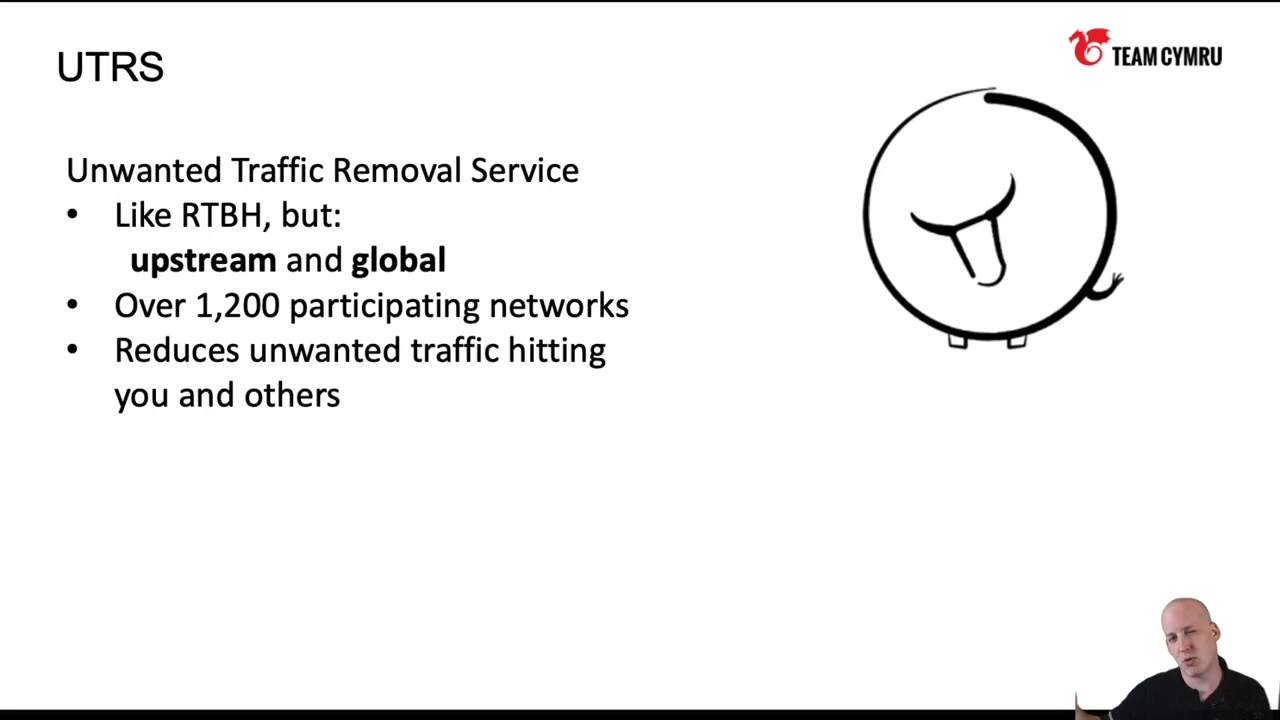 UTRS
TEAM CYMRU
Unwanted Traffic Removal Service
• Like RTBH, but:
upstream and global
• Over 1,200 participating networks
• Reduces unwanted traffic hitting
you and others